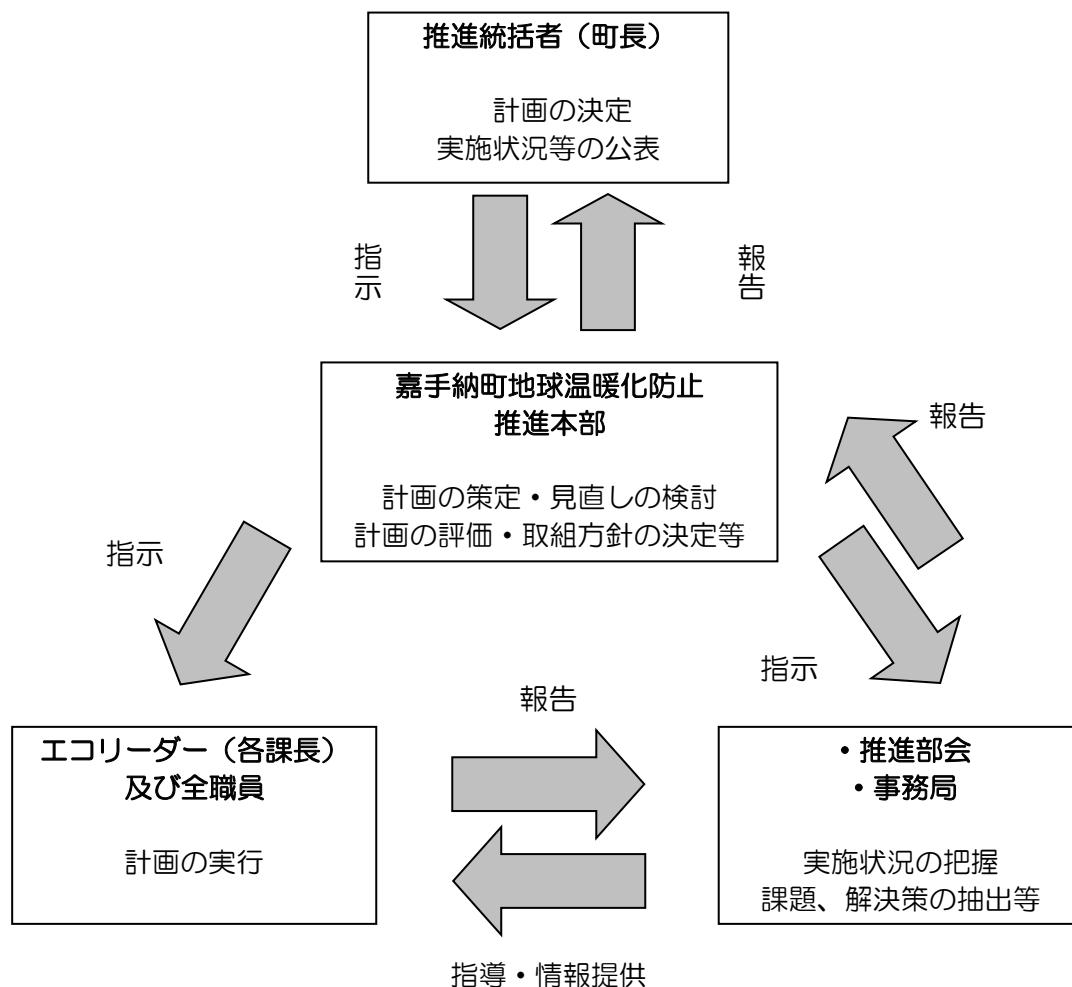 推進統括者（町長）
計画の決定
実施状況等の公表
指示
報告
嘉手納町地球温暖化防止
推進本部
計画の策定・見直しの検討
計画の評価・取組方針の決定等
報告
指示
指示
報告
エコリーダー（各課長）
及び全職員
計画の実行
・推進部会
・事務局
実施状況の把握
課題、解決策の抽出等
指導・情報提供